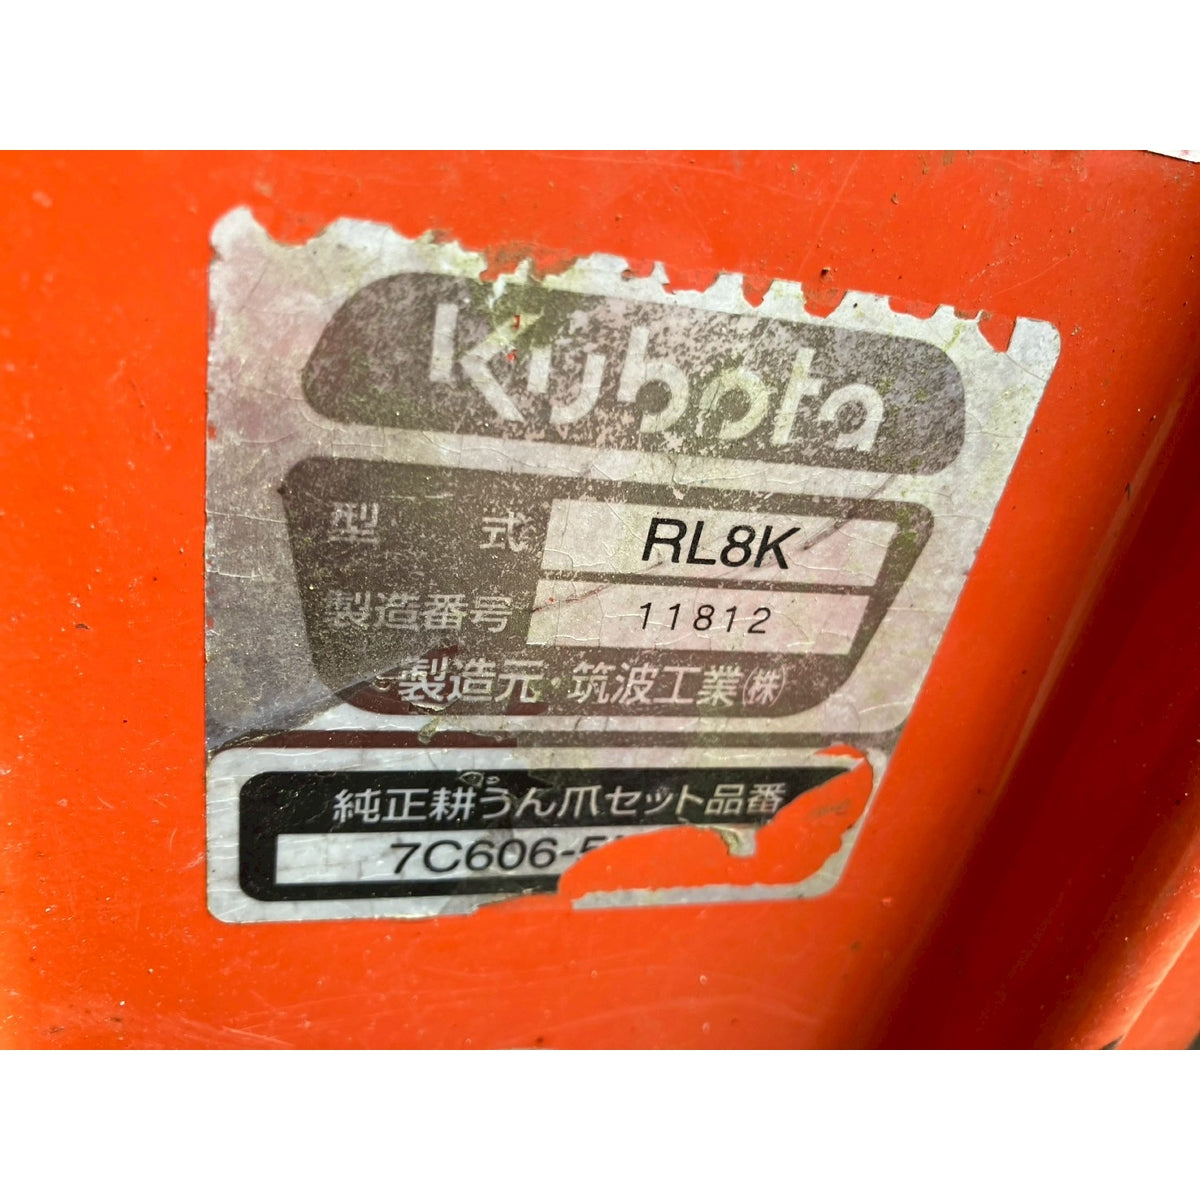 Kubota
型式 RL8K
製造番号 11812
製造元・筑波工業(株)
純正耕うん爪セット品番
7C606-5